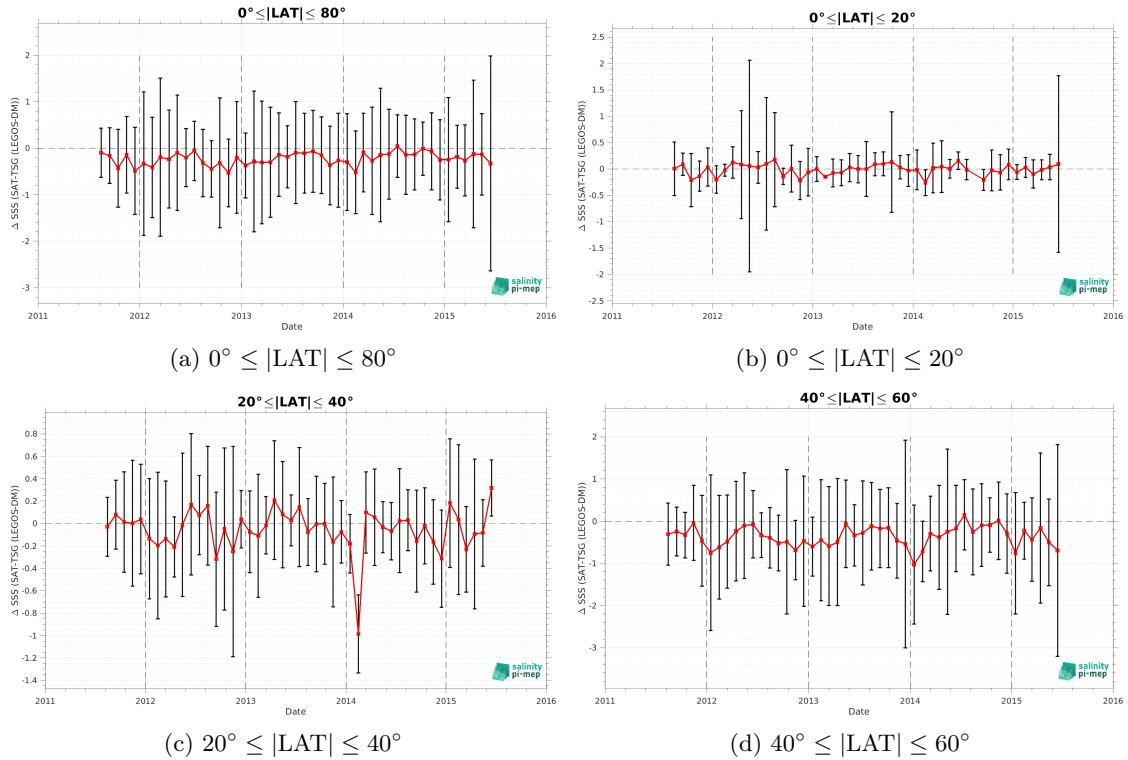 0°≤|LAT|≤ 80°
Δ SSS (SAT-TSG (LEGOS-DM))
2
1
0
-1
-2
-3
2011 2012 2013 2014 2015 2016
Date
salinity
pi-mep
(a) 0° ≤ |LAT| ≤ 80°
0°≤|LAT|≤ 20°
Δ SSS (SAT-TSG (LEGOS-DM))
2.5
2
1.5
1
0.5
0
-0.5
-1
-1.5
-2
-2.5
2011 2012 2013 2014 2015 2016
Date
salinity
pi-mep
(b) 0° ≤ |LAT| ≤ 20°
20°≤|LAT|≤ 40°
Δ SSS (SAT-TSG (LEGOS-DM))
0.8
0.6
0.4
0.2
0
-0.2
-0.4
-0.6
-0.8
-1
-1.2
-1.4
2011 2012 2013 2014 2015 2016
Date
salinity
pi-mep
(c) 20° ≤ |LAT| ≤ 40°
40°≤|LAT|≤ 60°
Δ SSS (SAT-TSG (LEGOS-DM))
2
1
0
-1
-2
-3
2011 2012 2013 2014 2015 2016
Date
salinity
pi-mep
(d) 40° ≤ |LAT| ≤ 60°